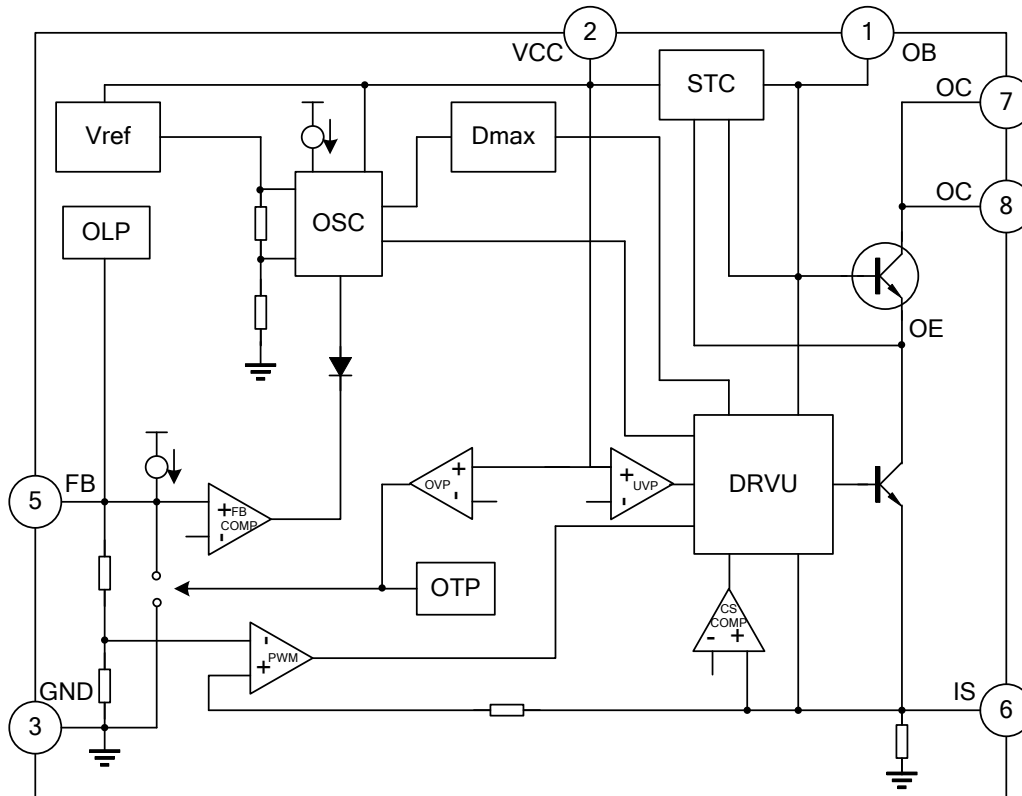 2
1
VCC
OB
STC
OC
7
Vref
Dmax
OC
8
OLP
OSC
OE
FB
5
+
FB
COMP
-
OVP
+
-
+
-
UVP
DRVU
OTP
CS
COMP
-
+
-
+
PWM
GND
3
IS
6